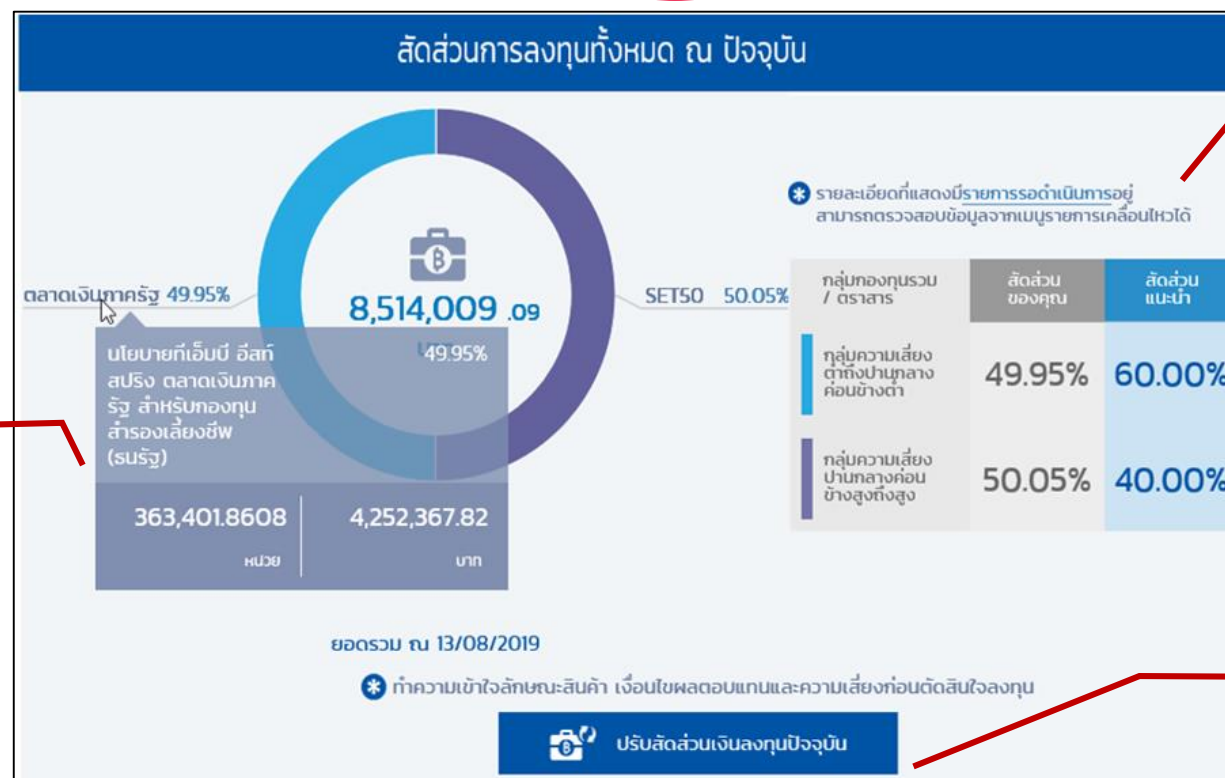 สัดส่วนการลงทุนทั้งหมด ณ ปัจจุบัน
รายละเอียดที่แสดงมีรายการรอดำเนินการอยู่
สามารถตรวจสอบข้อมูลจากเมนูรายการเคลื่อนไหวได้
ตลาดเงินภาครัฐ 49.95%
8,514,009 .09
SET50 50.05%
นโยบายทีเอ็มบี อีสท์ 49.95%
สปริง ตลาดเงินภาค
รัฐ สำหรับกองทุน
สำรองเลี้ยงชีพ
(ธนรัฐ)
363,401.8608 4,252,367.82
หน่วย บาท
กลุ่มกองทุนรวม
/ ตราสาร
สัดส่วน
ของคุณ
สัดส่วน
แนะนำ
กลุ่มความเสี่ยง
ต่ำถึงปานกลาง
ค่อนข้างต่ำ
49.95% 60.00%
กลุ่มความเสี่ยง
ปานกลางค่อน
ข้างสูงถึงสูง
50.05% 40.00%
ยอดรวม ณ 13/08/2019
ทำความเข้าใจลักษณะสินค้า เงื่อนไขผลตอบแทนและความเสี่ยงก่อนตัดสินใจลงทุน
ปรับสัดส่วนเงินลงทุนปัจจุบัน